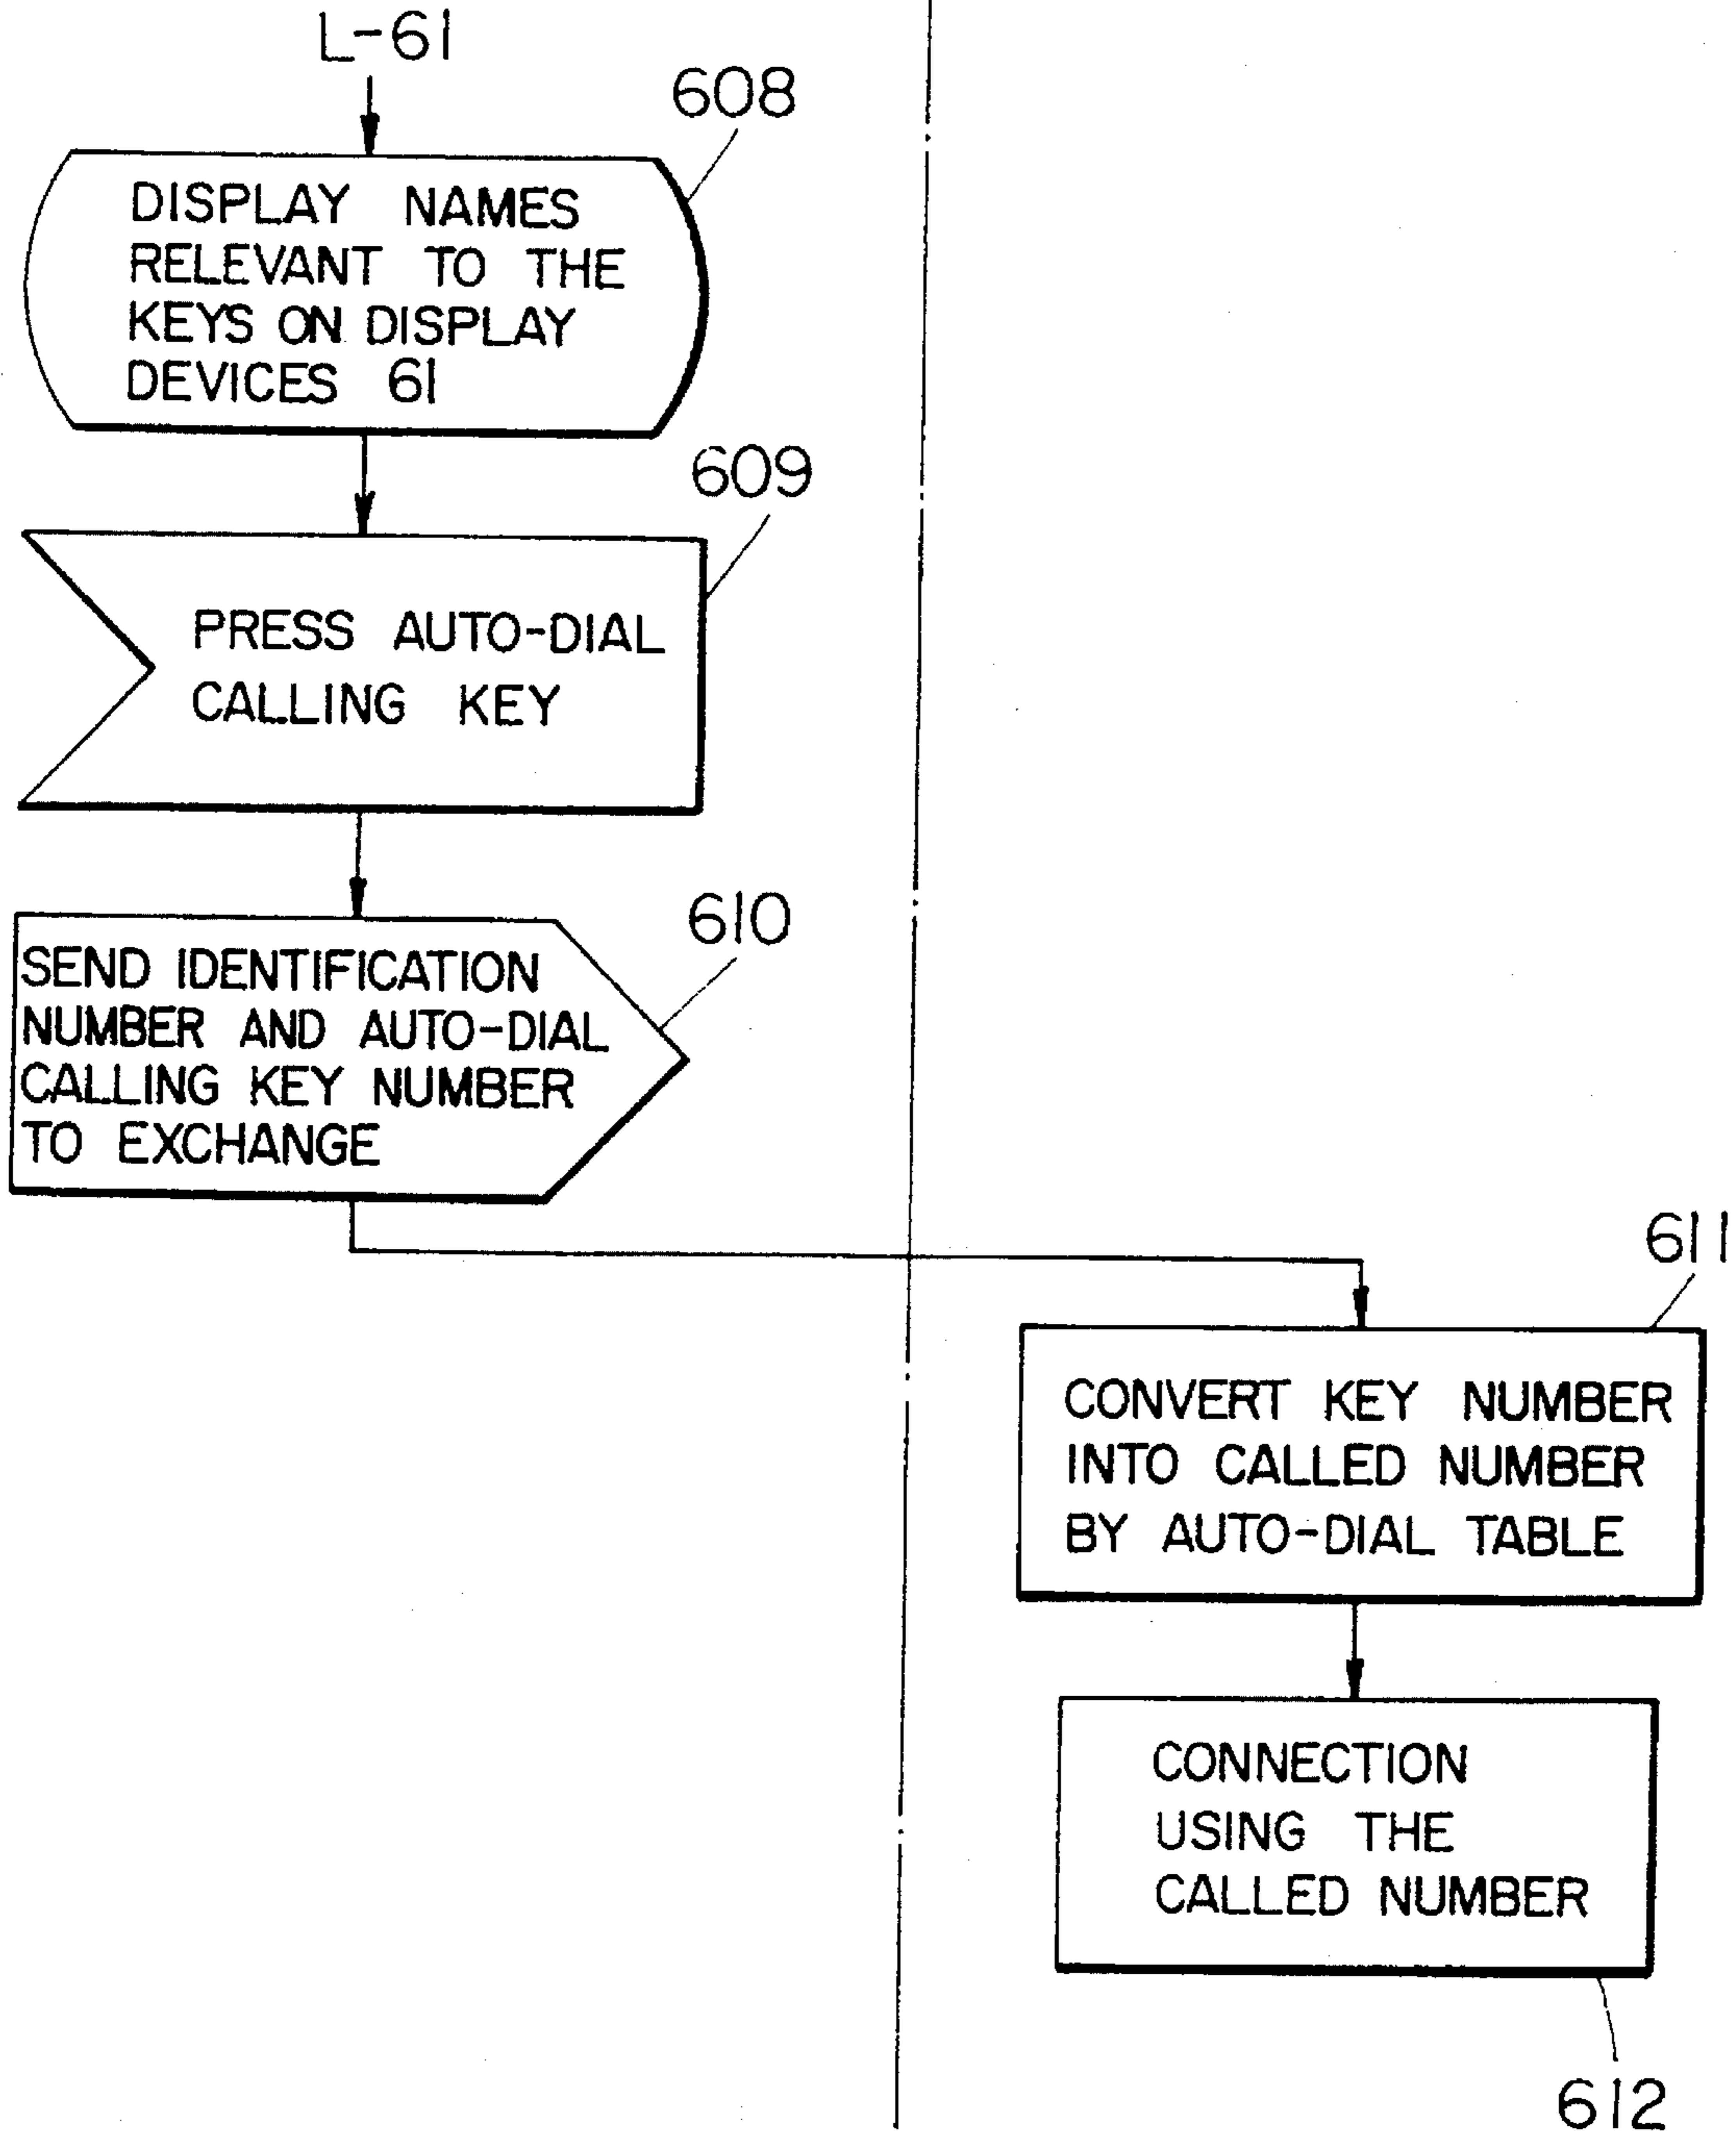 L-61
608
DISPLAY NAMES
RELEVANT TO THE
KEYS ON DISPLAY
DEVICES 61
609
PRESS AUTO-DIAL
CALLING KEY
610
SEND IDENTIFICATION
NUMBER AND AUTO-DIAL
CALLING KEY NUMBER
TO EXCHANGE
611
CONVERT KEY NUMBER
INTO CALLED NUMBER
BY AUTO-DIAL TABLE
CONNECTION
USING THE
CALLED NUMBER
612